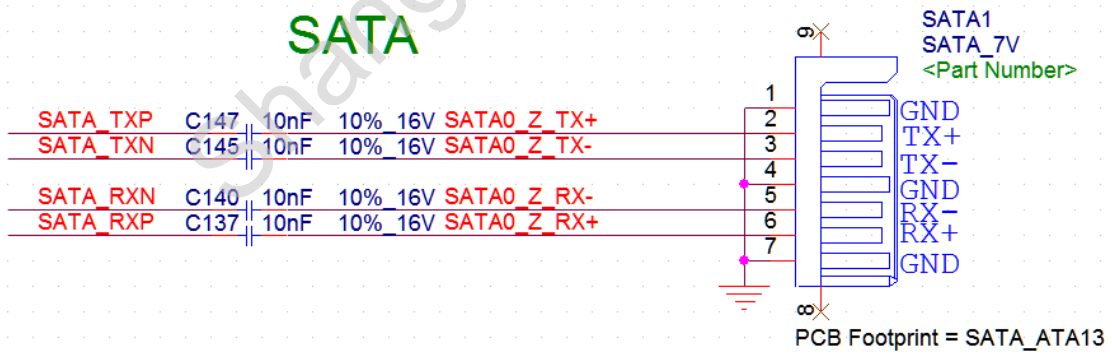 SATA
SATA1
SATA_7V
<Part Number>
9
1
GND
SATA_TXP C147 10nF 10%_16V SATA0_Z_TX+ 2 TX+
SATA_TXN C145 10nF 10%_16V SATA0_Z_TX- 3 TX-
4 GND
SATA_RXN C140 10nF 10%_16V SATA0_Z_RX- 5 RX-
SATA_RXP C137 10nF 10%_16V SATA0_Z_RX+ 6 RX+
7 GND
8
PCB Footprint = SATA_ATA13